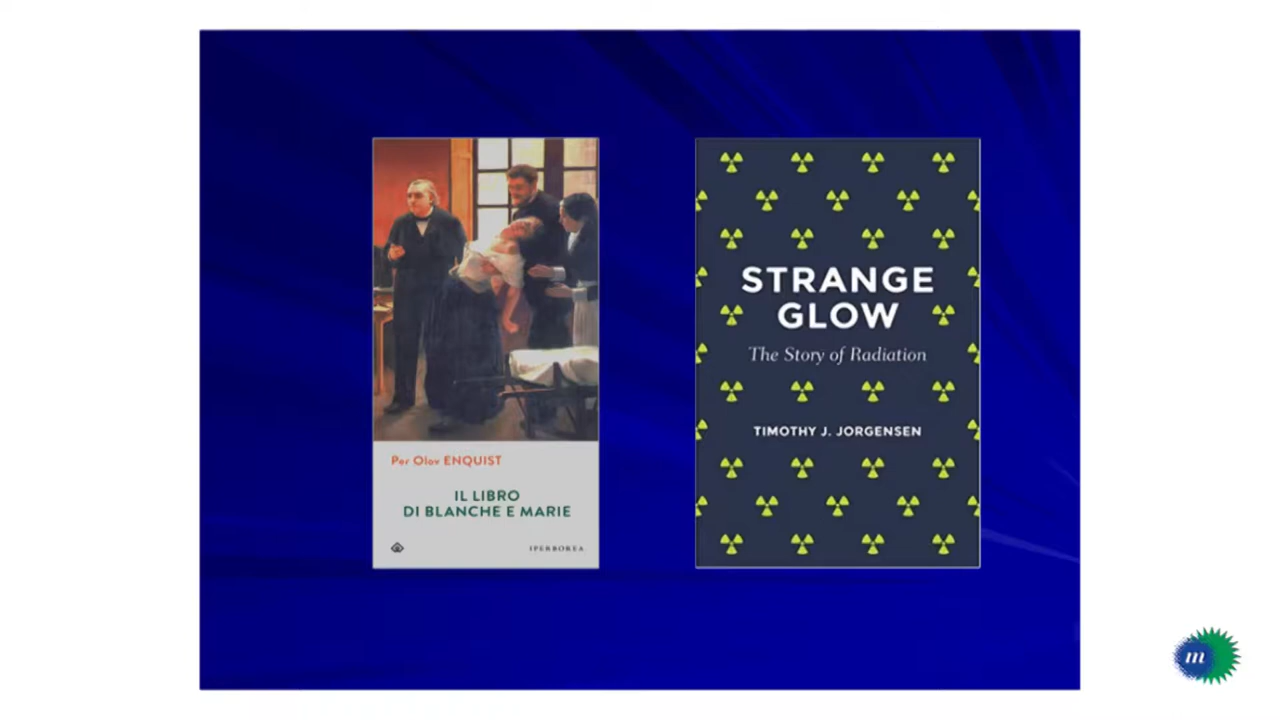 Per Olov ENQUIST
IL LIBRO
DI BLANCHE E MARIE
IPERBOREA
STRANGE
GLOW
The Story of Radiation
TIMOTHY J. JORGENSEN
m